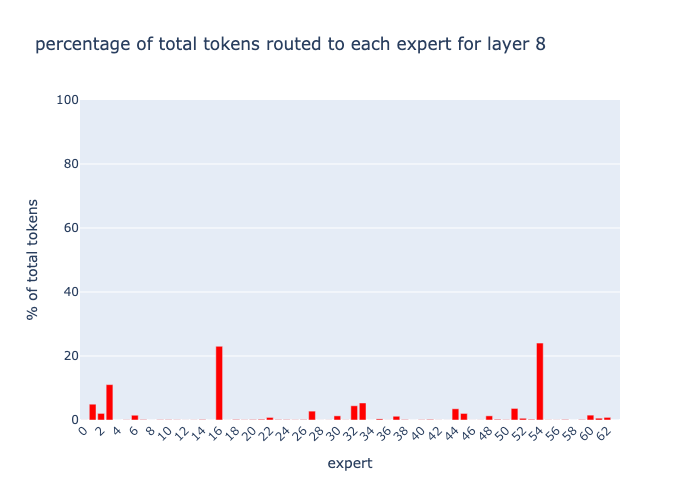 percentage of total tokens routed to each expert for layer 8
100
80
60
40
20
0
% of total tokens
0 2 4 6 8 10 12 14 16 18 20 22 24 26 28 30 32 34 36 38 40 42 44 46 48 50 52 54 56 58 60 62
expert